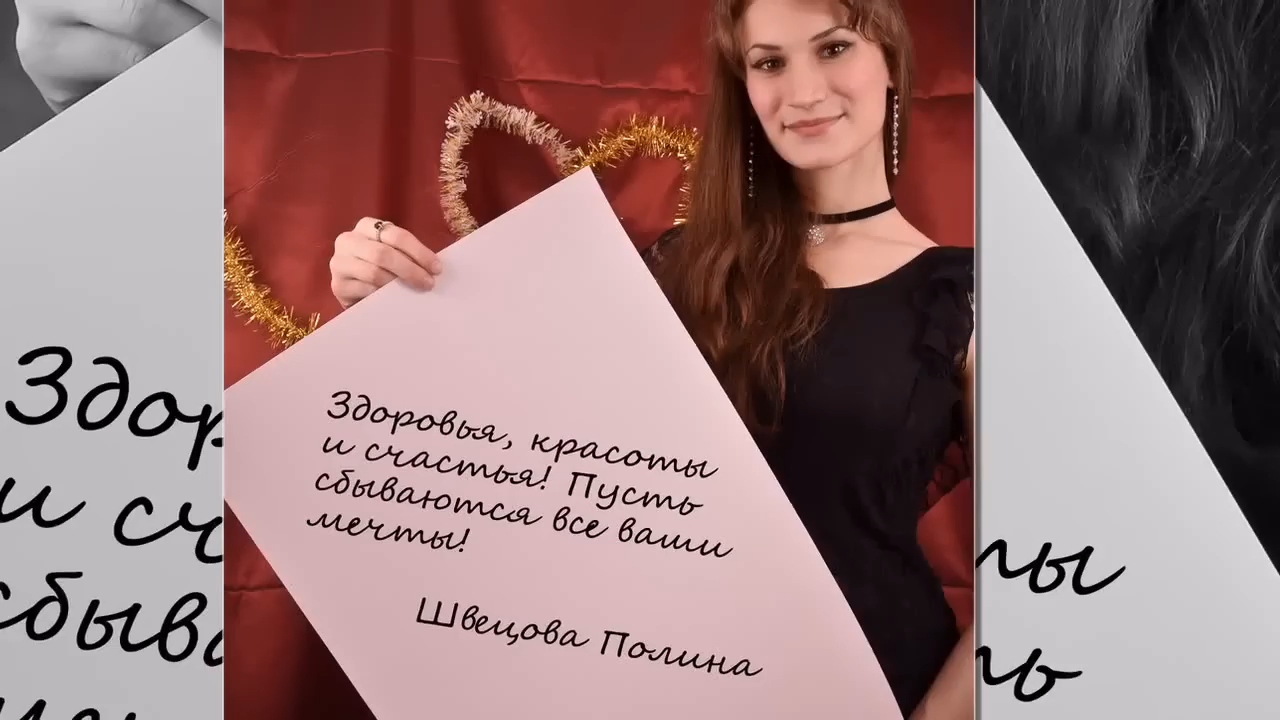 Здоровья, красоты
и счастья! Пусть
сбываются все ваши
мечты!
Швецова Полина